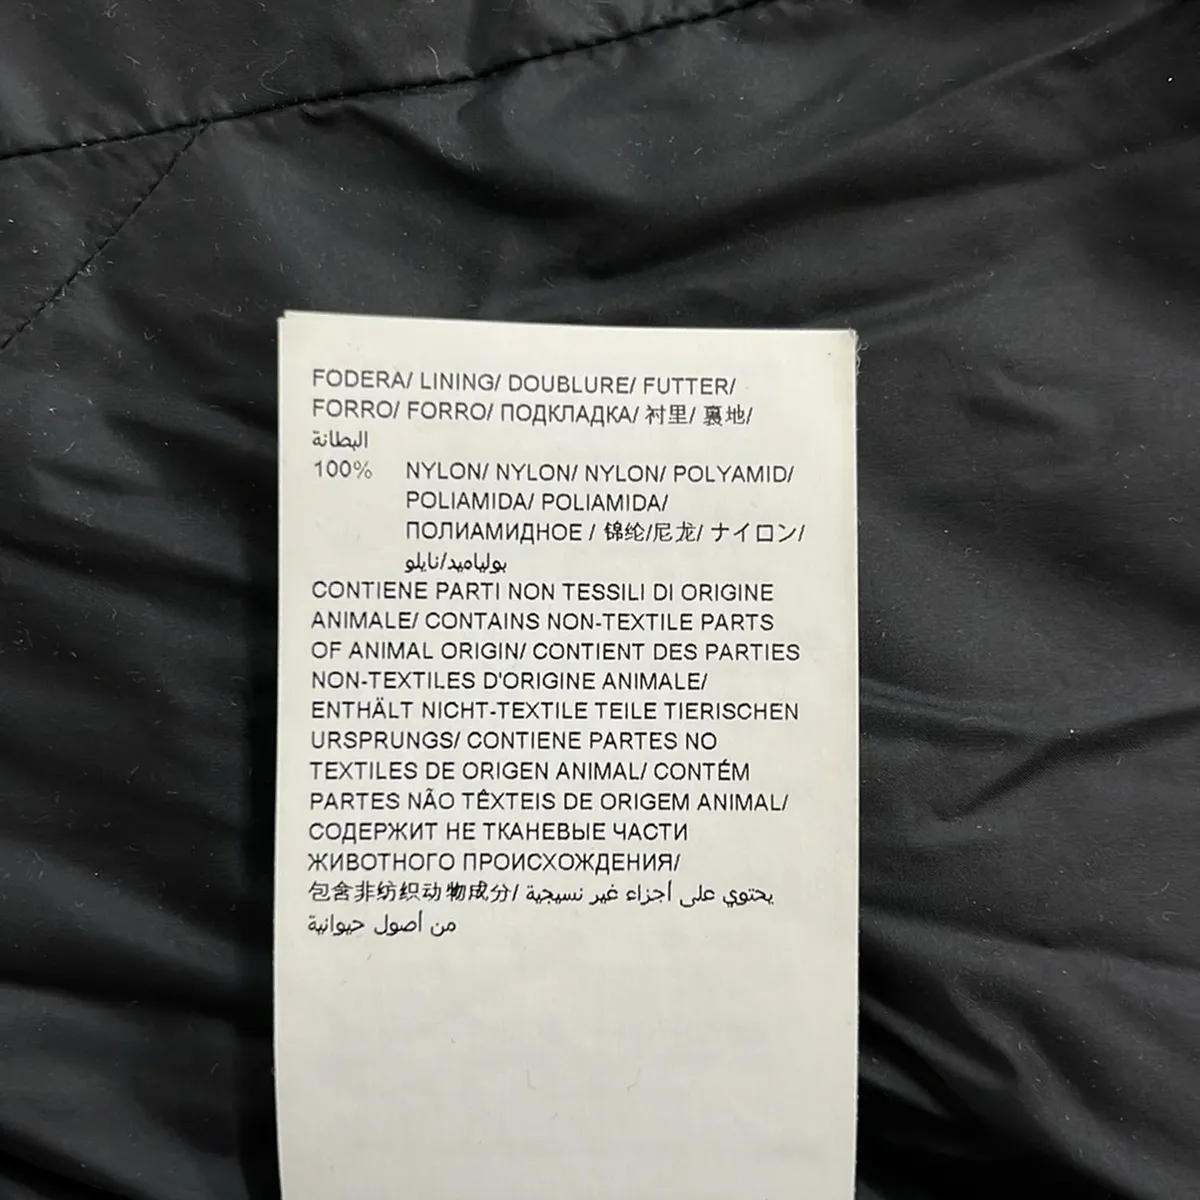 FODERA/ LINING/ DOUBLURE/ FUTTER/
FORRO/ FORRO/ ПОДКЛАДКА/ 衬里/ 裏地/
البطانة
100% NYLON/ NYLON/ NYLON/ POLYAMID/
POLIAMIDA/ POLIAMIDA/
ПОЛИАМИДНОЕ / 锦纶/尼龙/ ナイロン/
بولياميد/نايلو
CONTIENE PARTI NON TESSILI DI ORIGINE
ANIMALE/ CONTAINS NON-TEXTILE PARTS
OF ANIMAL ORIGIN/ CONTIENT DES PARTIES
NON-TEXTILES D'ORIGINE ANIMALE/
ENTHÄLT NICHT-TEXTILE TEILE TIERISCHEN
URSPRUNGS/ CONTIENE PARTES NO
TEXTILES DE ORIGEN ANIMAL/ CONTÉM
PARTES NÃO TÊXTEIS DE ORIGEM ANIMAL/
СОДЕРЖИТ НЕ ТКАНЕВЫЕ ЧАСТИ
ЖИВОТНОГО ПРОИСХОЖДЕНИЯ/
包含非纺织动物成分/ يحتوي على أجزاء غير نسيجية
من أصول حيوانية